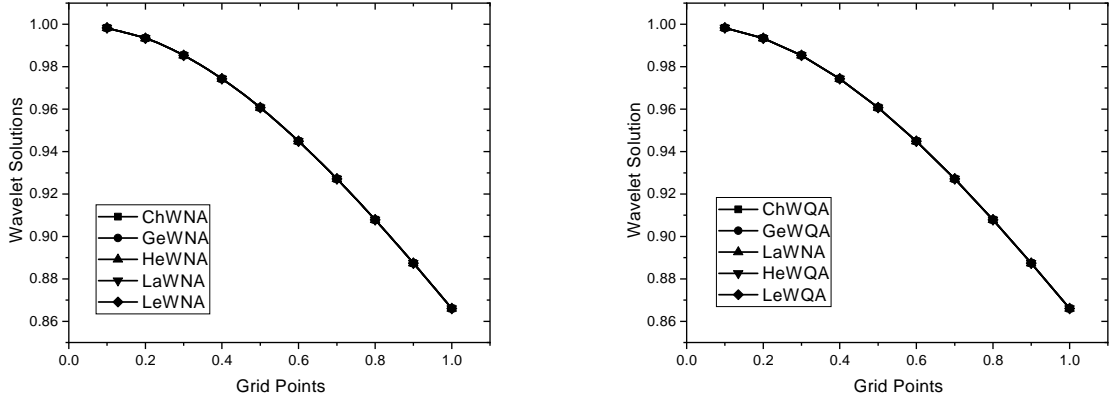 1.00
0.98
0.96
0.94
0.92
0.90
0.88
0.86
Wavelet Solutions
ChWNA
GeWNA
HeWNA
LaWNA
LeWNA
0.0 0.2 0.4 0.6 0.8 1.0
Grid Points
1.00
0.98
0.96
0.94
0.92
0.90
0.88
0.86
Wavelet Solution
ChWQA
GeWQA
LaWNA
HeWQA
LeWQA
0.0 0.2 0.4 0.6 0.8 1.0
Grid Points